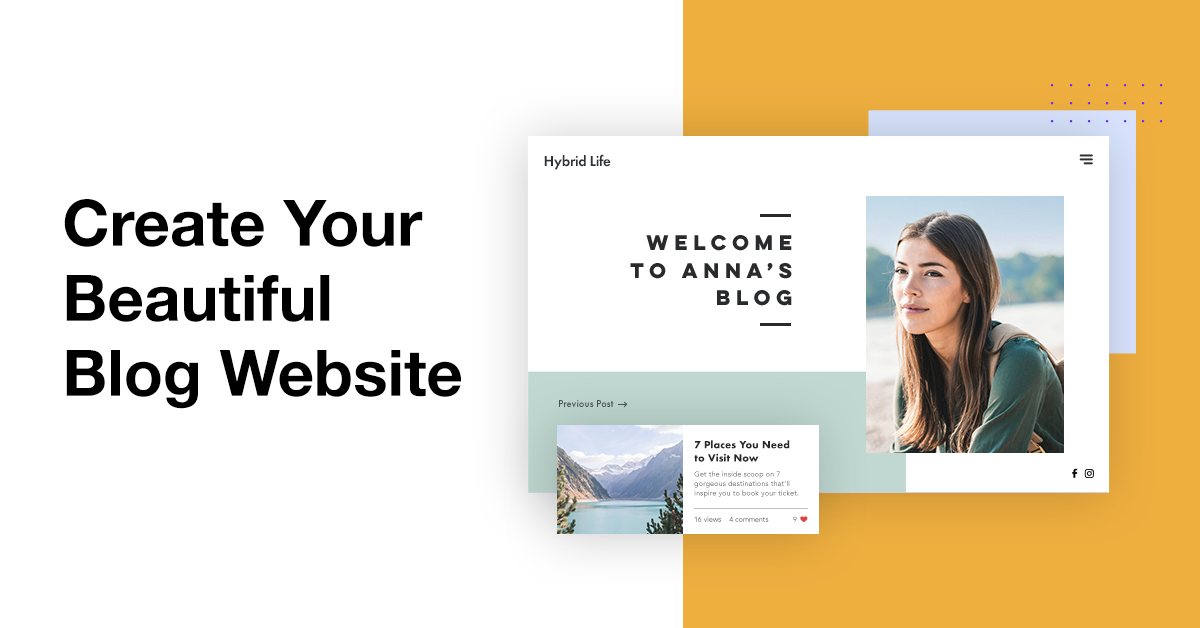 Create Your
Beautiful
Blog Website
Hybrid Life
WELCOME
TO ANNA’S
BLOG
Previous Post →
7 Places You Need
to Visit Now
Get the inside scoop on 7
gorgeous destinations that'll
inspire you to book your ticket.
16 views 4 comments 9